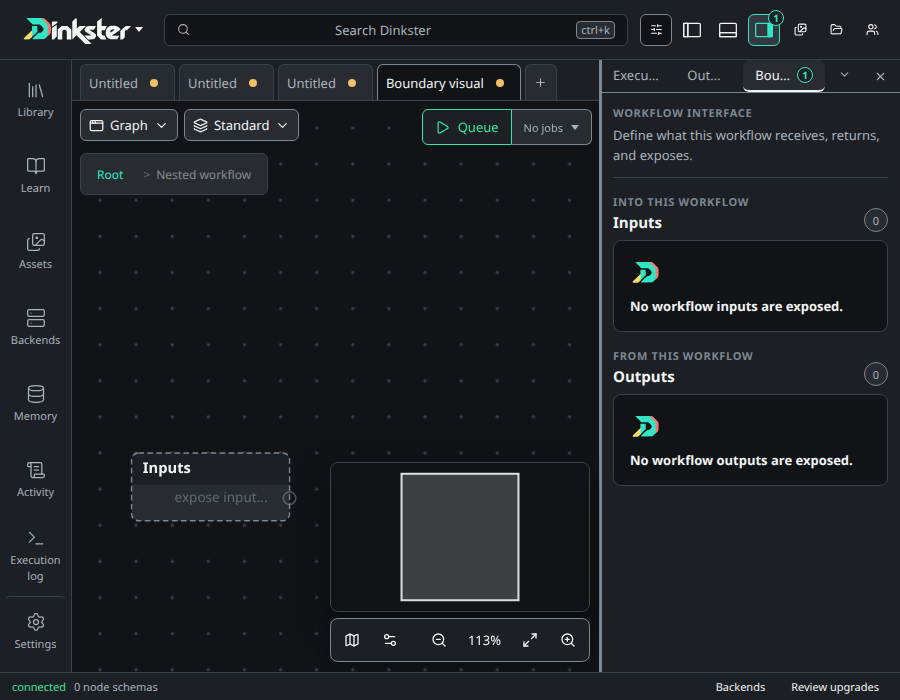 Dinkster
Search Dinkster
ctrl+k
1
Library
Learn
Assets
Backends
Memory
Activity
Execution
log
Settings
Untitled
Untitled
Untitled
Boundary visual
+
Graph
Standard
Queue
No jobs
Root > Nested workflow
Inputs
expose input...
113%
Execu...
Out...
Bou... 1
WORKFLOW INTERFACE
Define what this workflow receives, returns,
and exposes.
INTO THIS WORKFLOW
Inputs
0
No workflow inputs are exposed.
FROM THIS WORKFLOW
Outputs
0
No workflow outputs are exposed.
connected 0 node schemas
Backends
Review upgrades